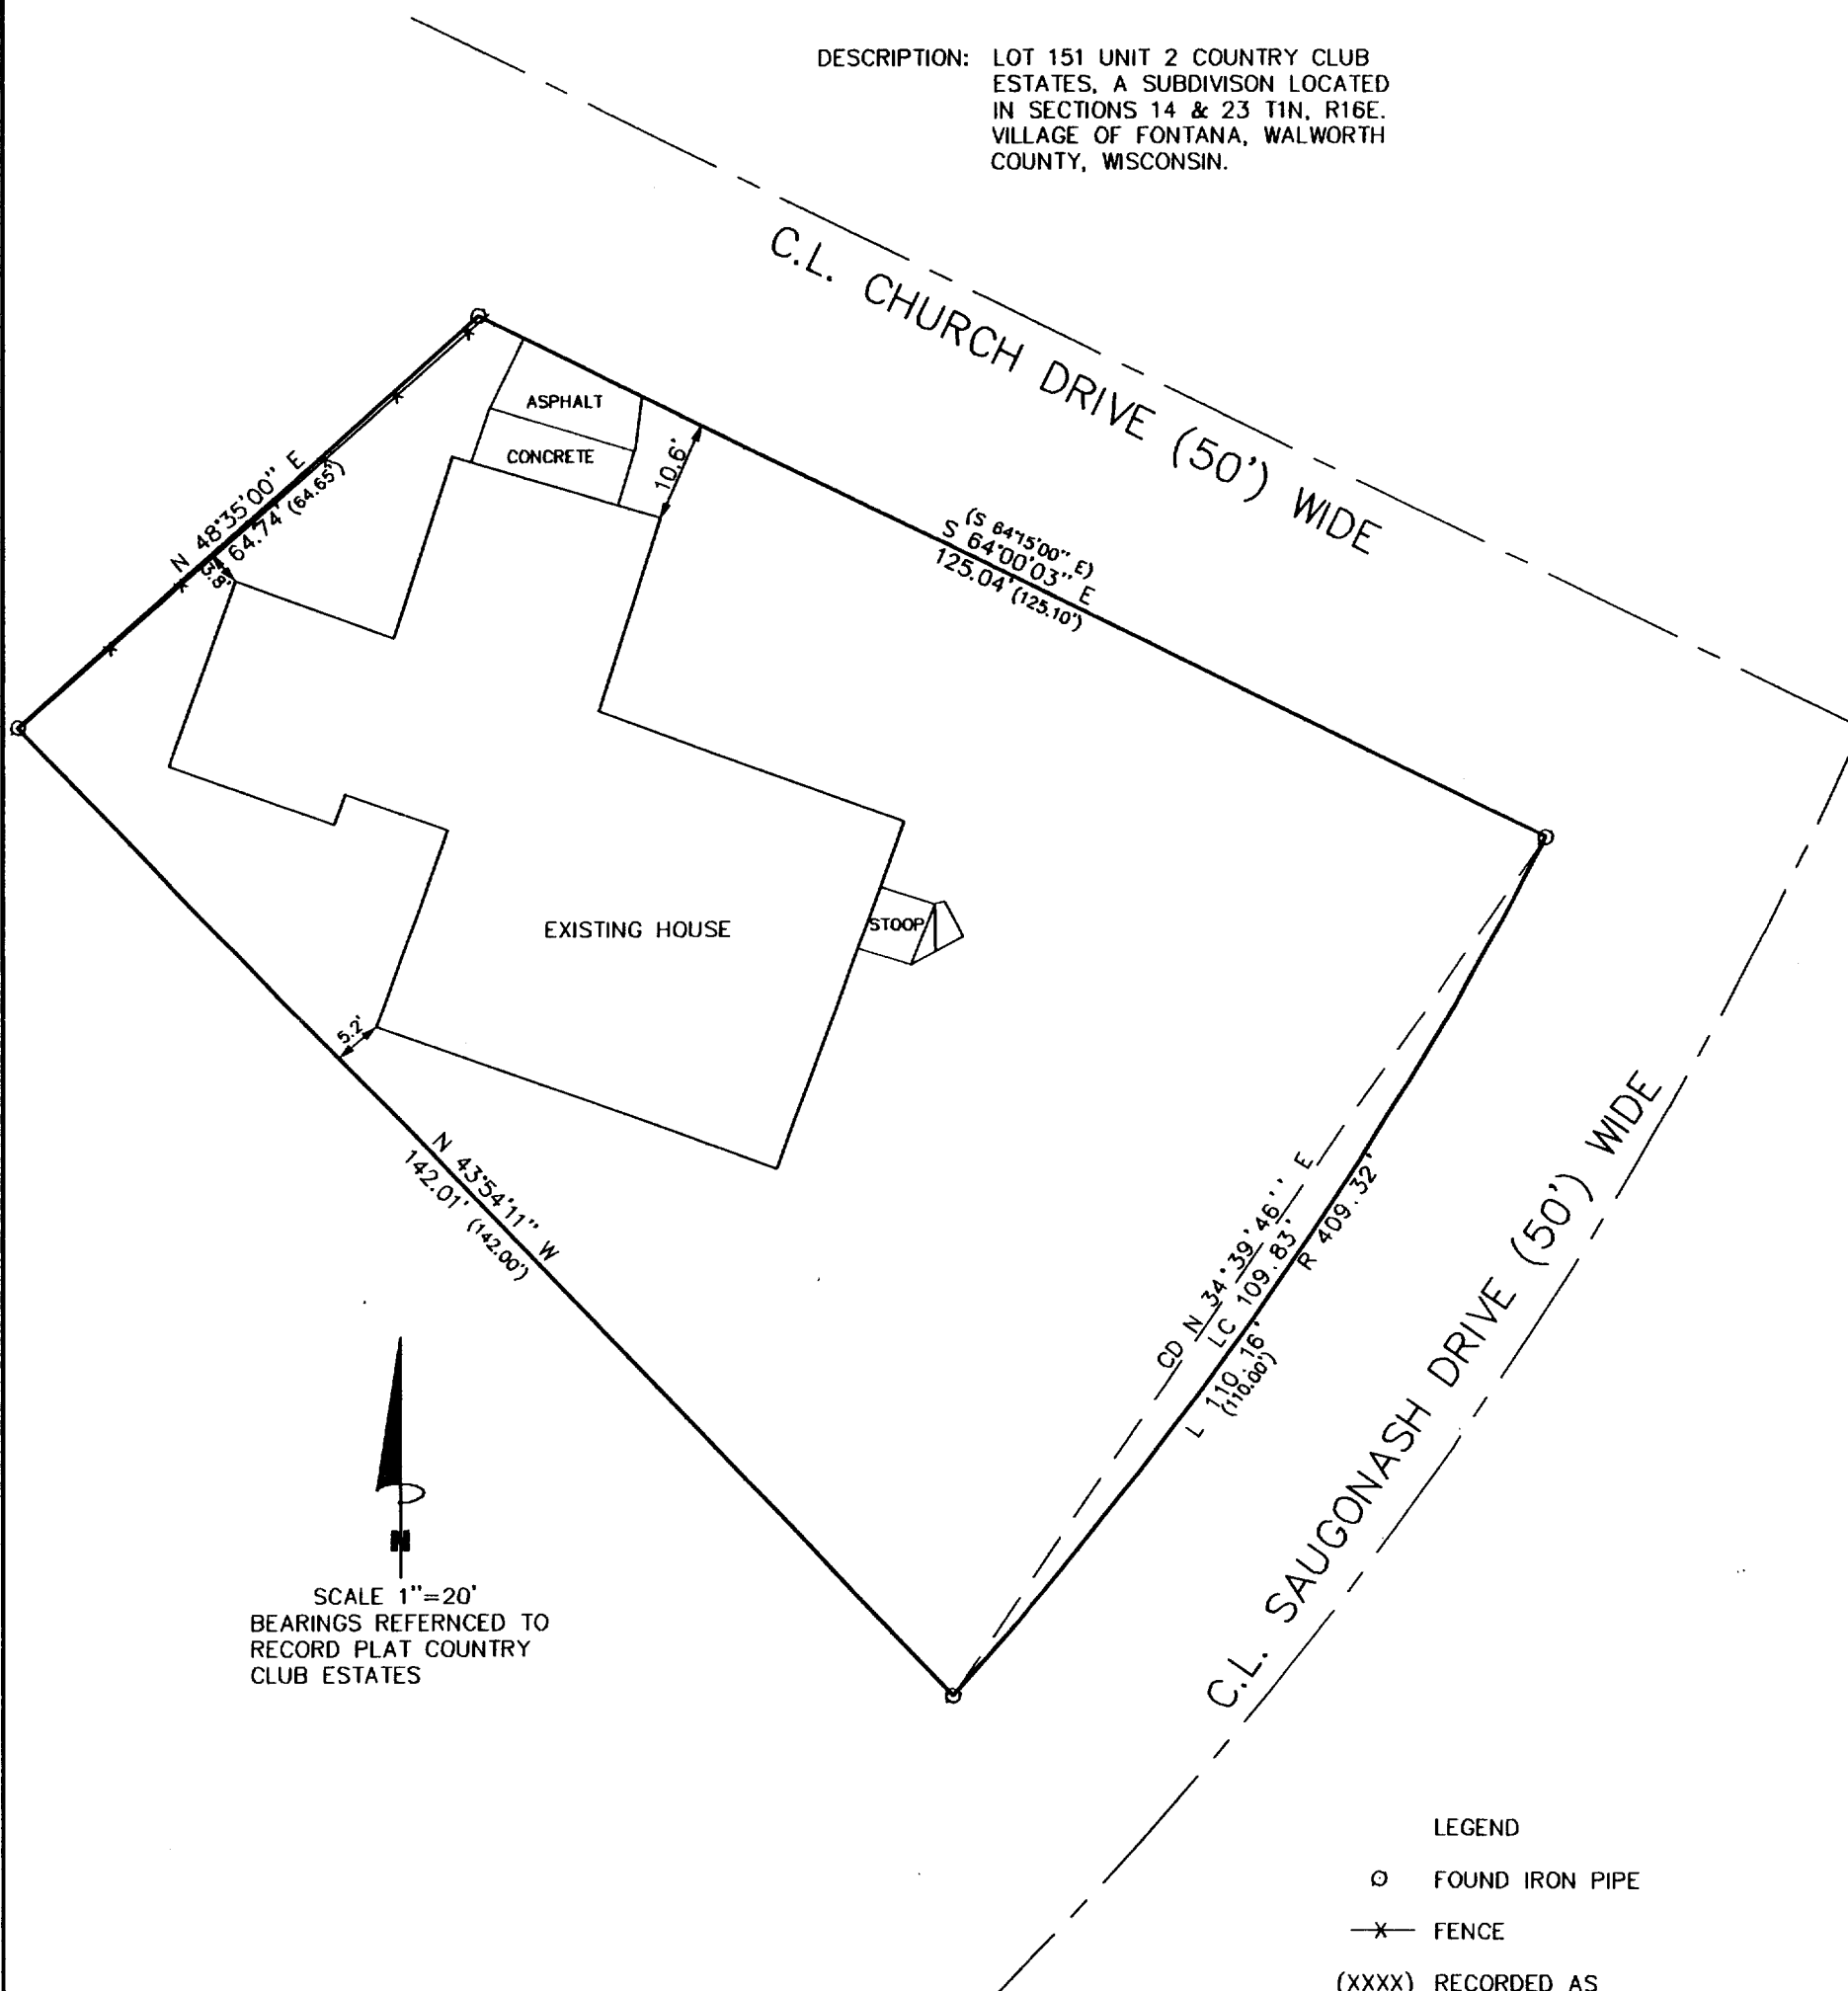 DESCRIPTION: LOT 151 UNIT 2 COUNTRY CLUB
ESTATES, A SUBDIVISON LOCATED
IN SECTIONS 14 & 23 T1N, R16E.
VILLAGE OF FONTANA, WALWORTH
COUNTY, WISCONSIN.
C.L. CHURCH DRIVE (50') WIDE
ASPHALT
CONCRETE
10.6'
N 48°35'00" E
64.74' (64.65')
3.8'
(S 64°15'00" E)
S 64°00'03" E
125.04' (125.10')
STOOP
EXISTING HOUSE
5.2'
N 43°54'11" W
142.01' (142.00')
CD N 34°39'46'' E
LC 109.83'
R 409.32'
L 110.16'
(110.00')
C.L. SAUGONASH DRIVE (50') WIDE
N
SCALE 1"=20'
BEARINGS REFERNCED TO
RECORD PLAT COUNTRY
CLUB ESTATES
LEGEND
FOUND IRON PIPE
FENCE
(XXXX) RECORDED AS